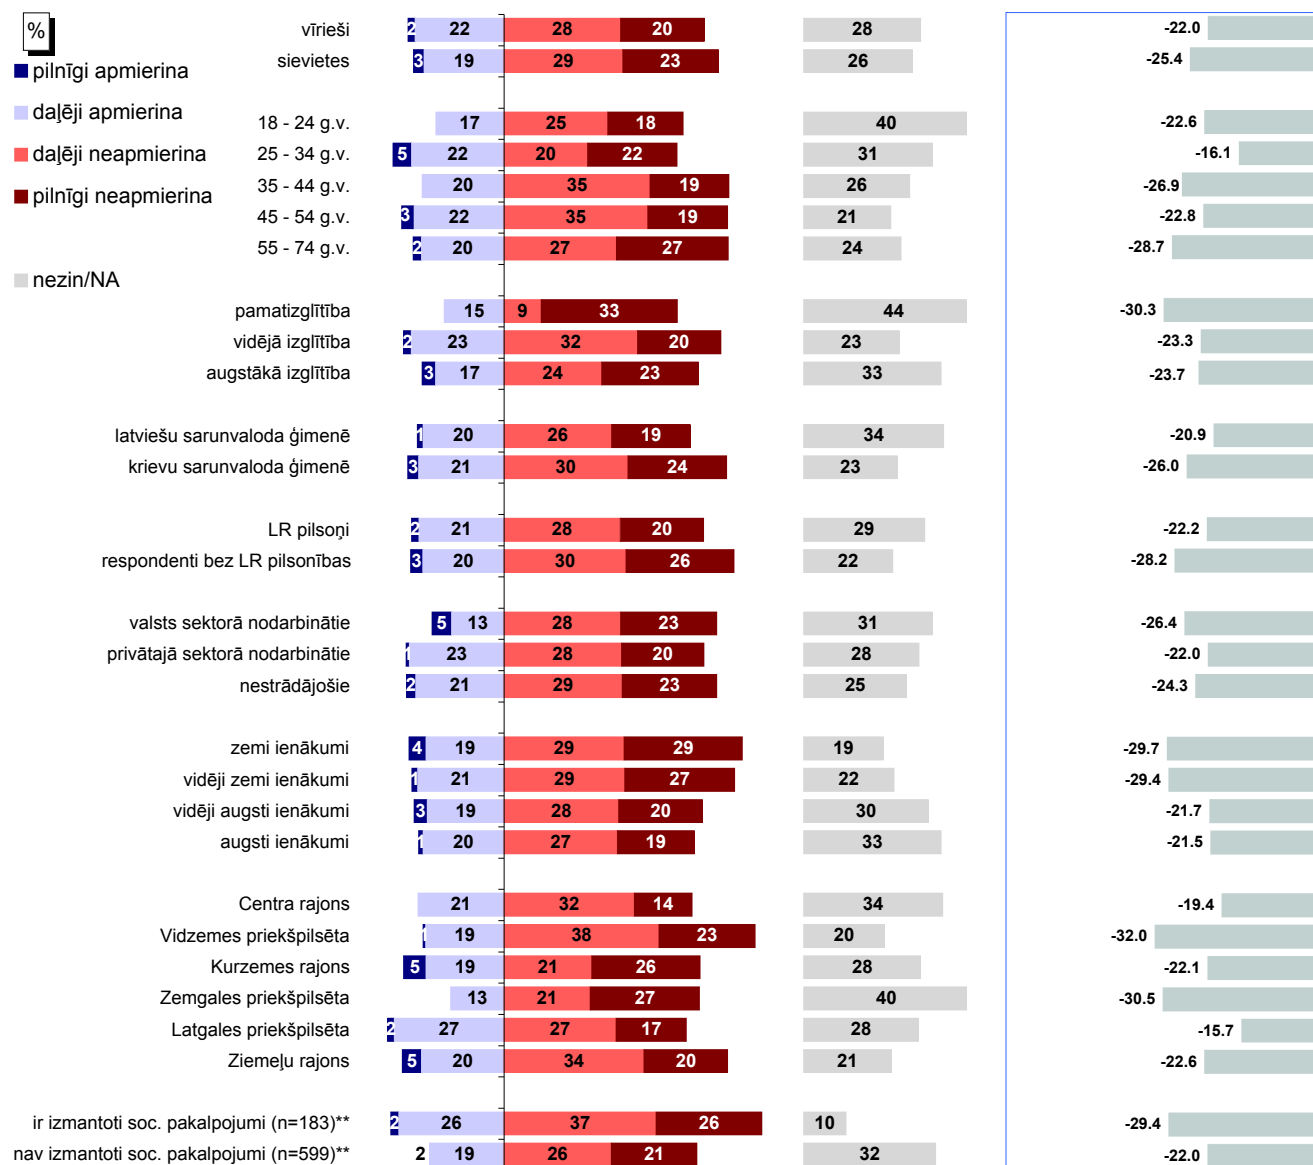 %
pilnīgi apmierina
daļēji apmierina
daļēji neapmierina
pilnīgi neapmierina
nezin/NA
vīrieši 2 22 28 20 28 -22.0
sievietes 3 19 29 23 26 -25.4
18 - 24 g.v. 17 25 18 40 -22.6
25 - 34 g.v. 5 22 20 22 31 -16.1
35 - 44 g.v. 20 35 19 26 -26.9
45 - 54 g.v. 3 22 35 19 21 -22.8
55 - 74 g.v. 2 20 27 27 24 -28.7
pamatizglītība 15 9 33 44 -30.3
vidējā izglītība 2 23 32 20 23 -23.3
augstākā izglītība 3 17 24 23 33 -23.7
latviešu sarunvaloda ģimenē 1 20 26 19 34 -20.9
krievu sarunvaloda ģimenē 3 21 30 24 23 -26.0
LR pilsoņi 2 21 28 20 29 -22.2
respondenti bez LR pilsonības 3 20 30 26 22 -28.2
valsts sektorā nodarbinātie 5 13 28 23 31 -26.4
privātajā sektorā nodarbinātie 1 23 28 20 28 -22.0
nestrādājošie 2 21 29 23 25 -24.3
zemi ienākumi 4 19 29 29 19 -29.7
vidēji zemi ienākumi 1 21 29 27 22 -29.4
vidēji augsti ienākumi 3 19 28 20 30 -21.7
augsti ienākumi 1 20 27 19 33 -21.5
Centra rajons 21 32 14 34 -19.4
Vidzemes priekšpilsēta 1 19 38 23 20 -32.0
Kurzemes rajons 5 19 21 26 28 -22.1
Zemgales priekšpilsēta 13 21 27 40 -30.5
Latgales priekšpilsēta 2 27 27 17 28 -15.7
Ziemeļu rajons 5 20 34 20 21 -22.6
ir izmantoti soc. pakalpojumi (n=183)** 2 26 37 26 10 -29.4
nav izmantoti soc. pakalpojumi (n=599)** 2 19 26 21 32 -22.0